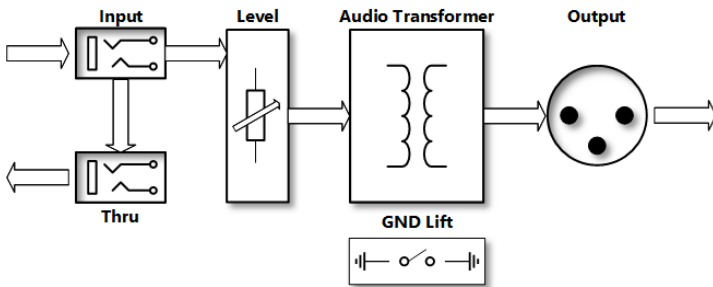 Input
Level
Audio Transformer
Output
Thru
GND Lift